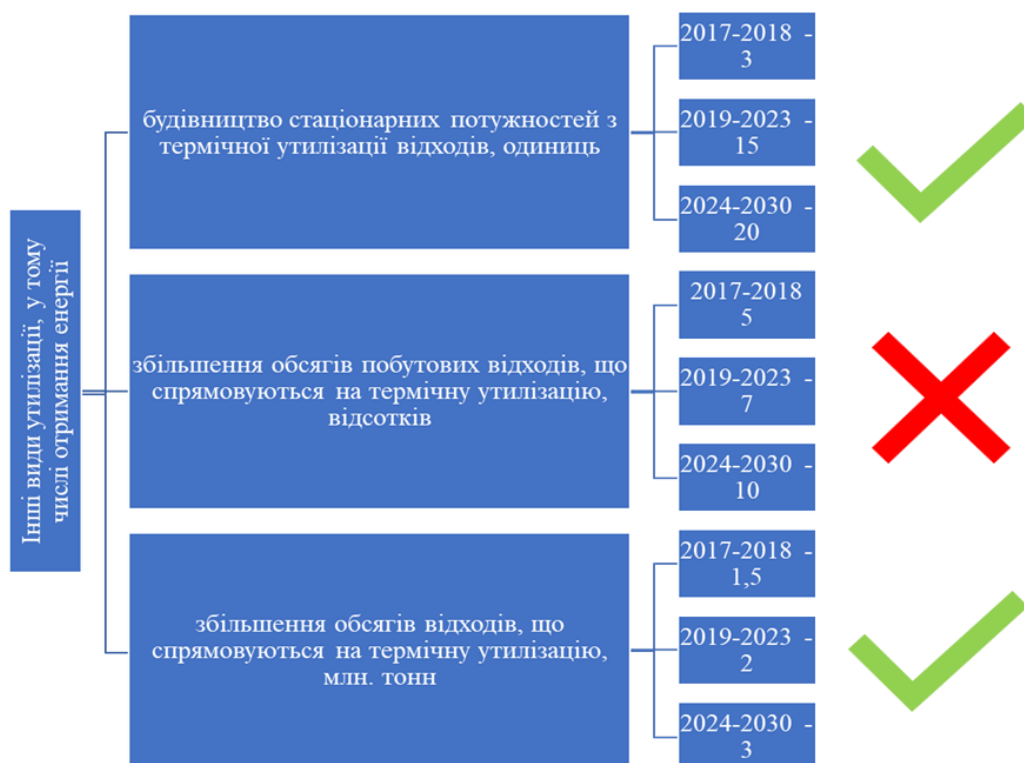 Інші види утилізації, у тому
числі отримання енергії
будівництво стаціонарних потужностей з
термічної утилізації відходів, одиниць
2017-2018 -
3
2019-2023 -
15
2024-2030 -
20
збільшення обсягів побутових відходів, що
спрямовуються на термічну утилізацію,
відсотків
2017-2018
5
2019-2023 -
7
2024-2030 -
10
збільшення обсягів відходів, що
спрямовуються на термічну утилізацію,
млн. тонн
2017-2018 -
1,5
2019-2023 -
2
2024-2030 -
3